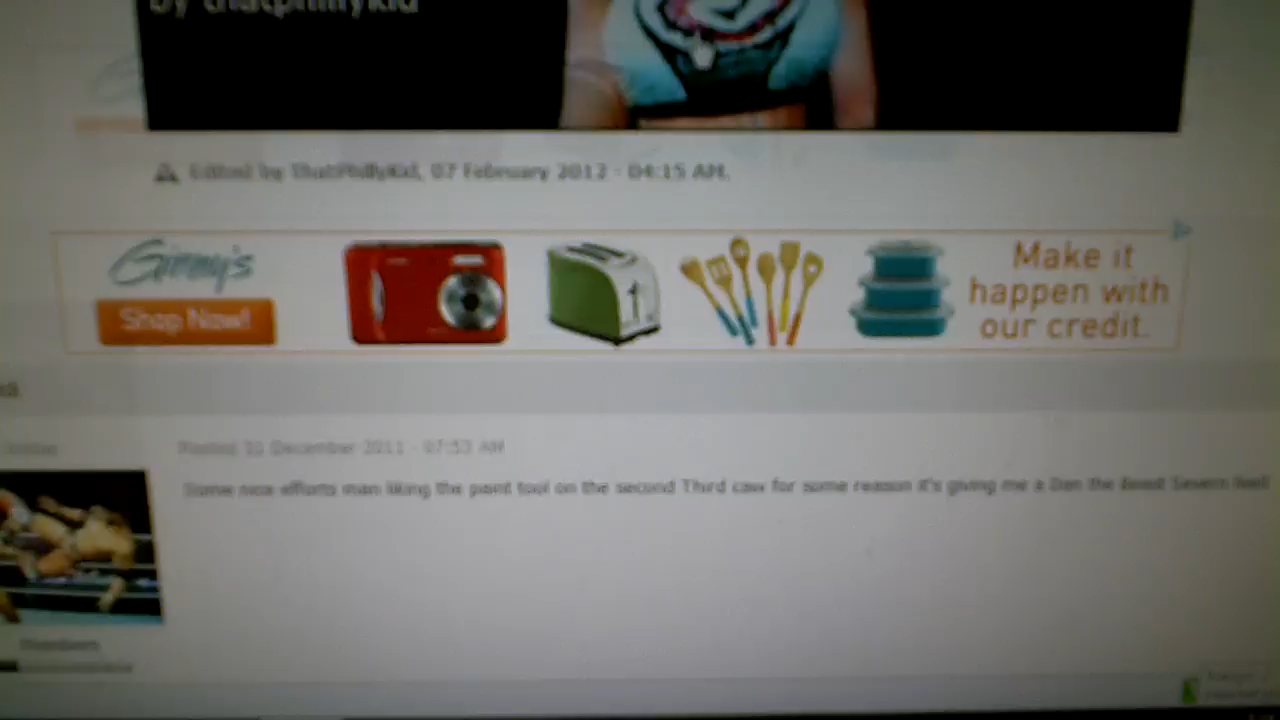 by thatphillykid
Edited by ThatPhillyKid, 07 February 2012 - 04:15 AM.
Ginny's
Shop Now!
Make it
happen with
our credit.
Posted 31 December 2011 - 07:53 AM
Some nice efforts man liking the paint tool on the second Third caw for some reason it's giving me a Dan the Beast Severn feel
Members